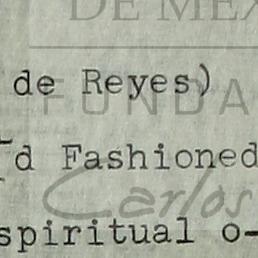 DE MEX
de Reyes)
FUNDA
d Fashioned
Carlos
spiritual o-